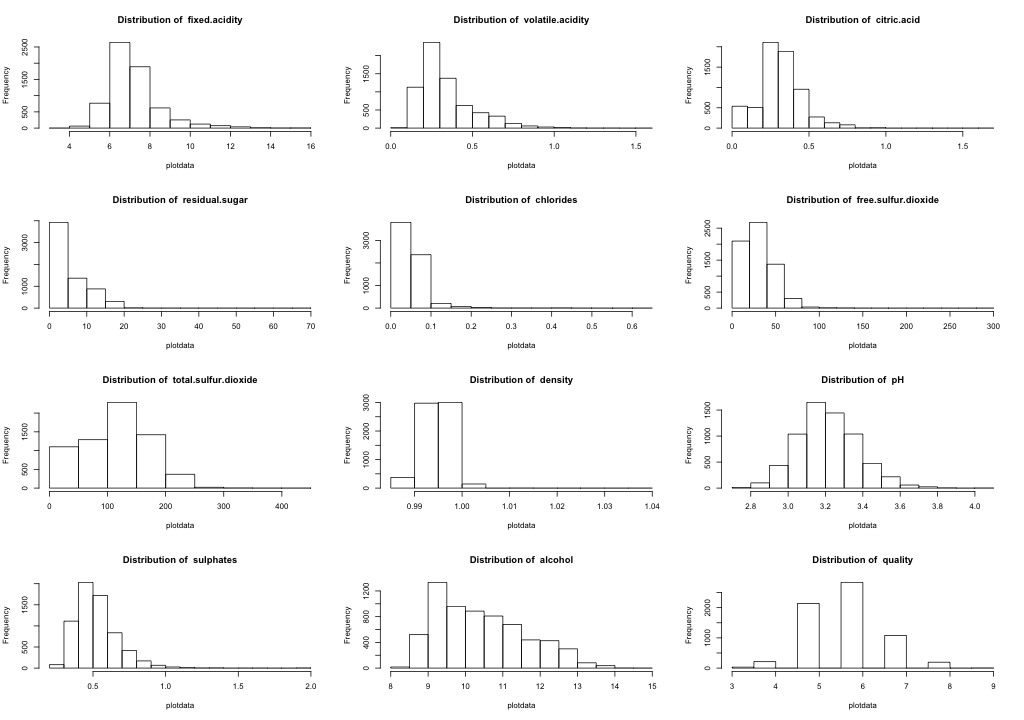 Distribution of fixed.acidity
Frequency
0 500 1500 2500
4 6 8 10 12 14 16
plotdata
Distribution of volatile.acidity
Frequency
0 500 1500
0.0 0.5 1.0 1.5
plotdata
Distribution of citric.acid
Frequency
0 500 1500
0.0 0.5 1.0 1.5
plotdata
Distribution of residual.sugar
Frequency
0 1000 3000
0 10 20 30 40 50 60 70
plotdata
Distribution of chlorides
Frequency
0 1000 3000
0.0 0.1 0.2 0.3 0.4 0.5 0.6
plotdata
Distribution of free.sulfur.dioxide
Frequency
0 500 1500 2500
0 50 100 150 200 250 300
plotdata
Distribution of total.sulfur.dioxide
Frequency
0 500 1500
0 100 200 300 400
plotdata
Distribution of density
Frequency
0 1000 2000 3000
0.99 1.00 1.01 1.02 1.03 1.04
plotdata
Distribution of pH
Frequency
0 500 1000 1500
2.8 3.0 3.2 3.4 3.6 3.8 4.0
plotdata
Distribution of sulphates
Frequency
0 500 1500
0.5 1.0 1.5 2.0
plotdata
Distribution of alcohol
Frequency
0 400 800 1200
8 9 10 11 12 13 14 15
plotdata
Distribution of quality
Frequency
0 1000 2000
3 4 5 6 7 8 9
plotdata